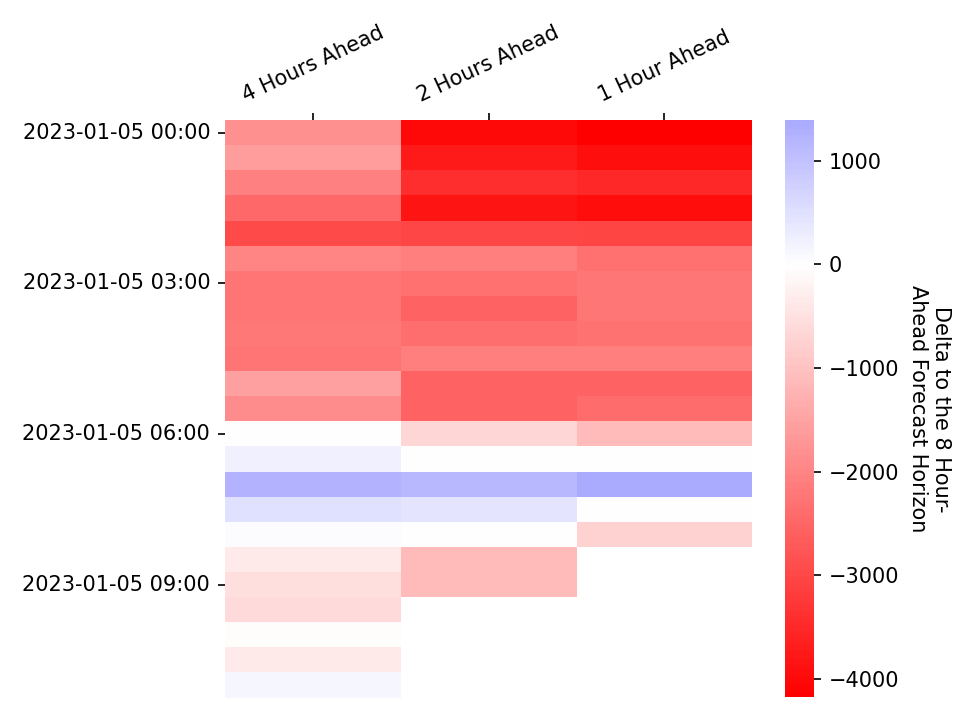 4 Hours Ahead
2 Hours Ahead
1 Hour Ahead
2023-01-05 00:00
2023-01-05 03:00
2023-01-05 06:00
2023-01-05 09:00
1000
0
−1000
−2000
−3000
−4000
Delta to the 8 Hour-
Ahead Forecast Horizon